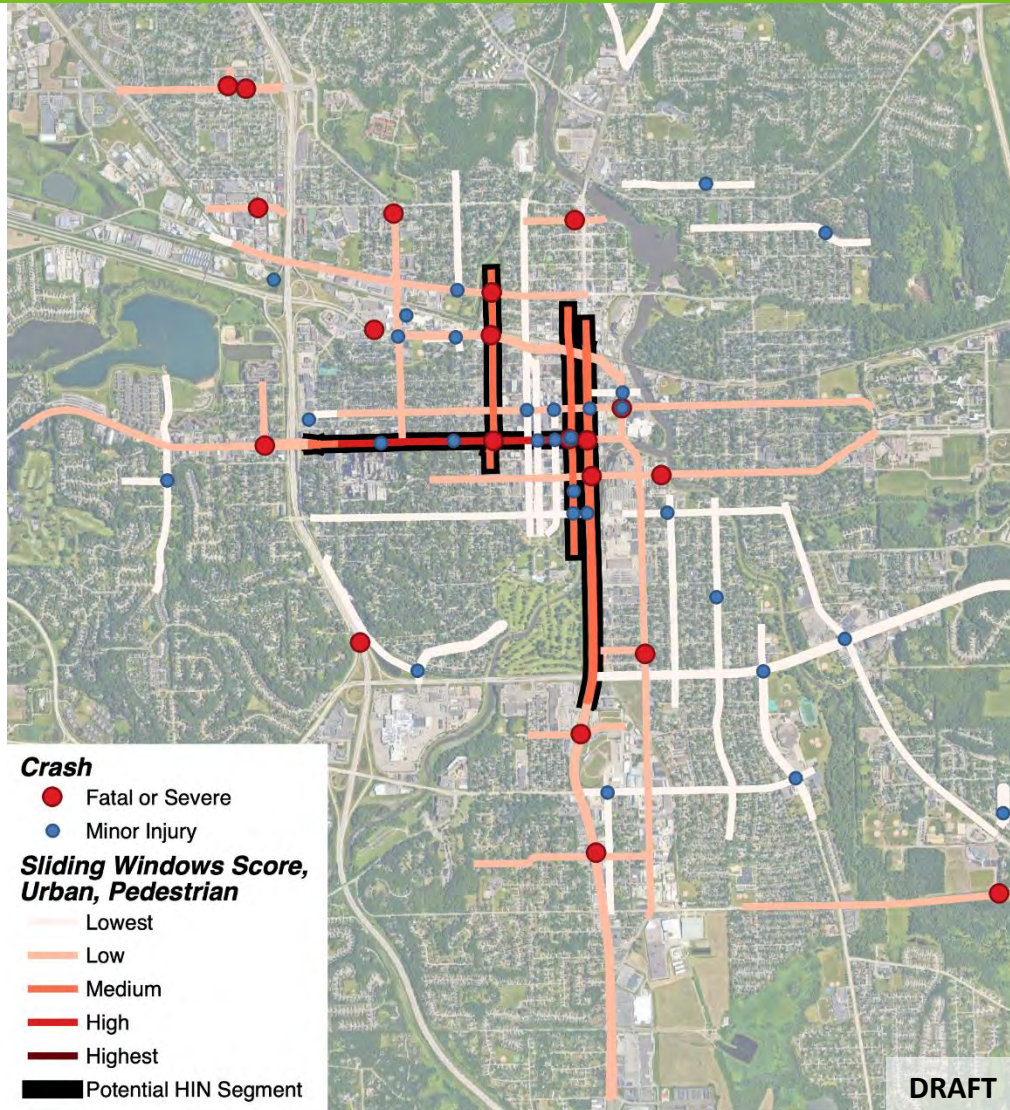 Crash
Fatal or Severe
Minor Injury
Sliding Windows Score,
Urban, Pedestrian
Lowest
Low
Medium
High
Highest
Potential HIN Segment
DRAFT